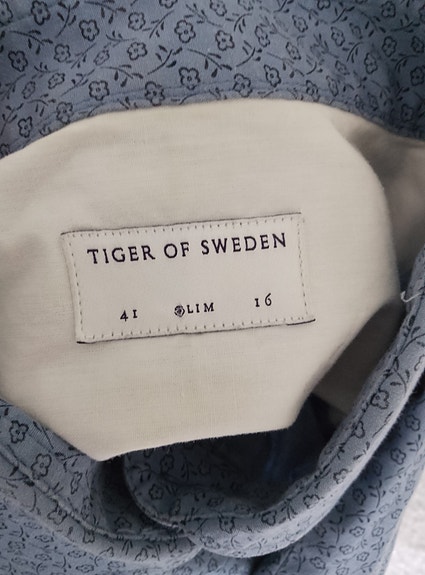 TIGER OF SWEDEN
41 SLIM 16